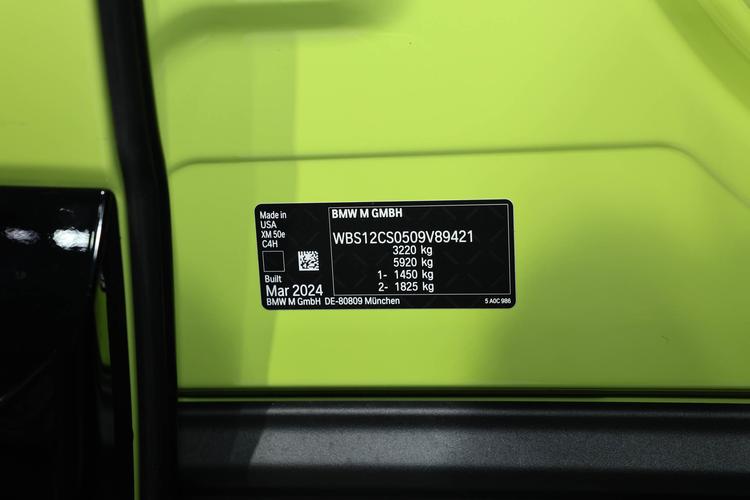 Made in
USA
XM 50e
C4H
Built
Mar 2024
BMW M GMBH
WBS12CS0509V89421
3220 kg
5920 kg
1- 1450 kg
2- 1825 kg
BMW M GmbH DE-80809 München
5 A0C 986